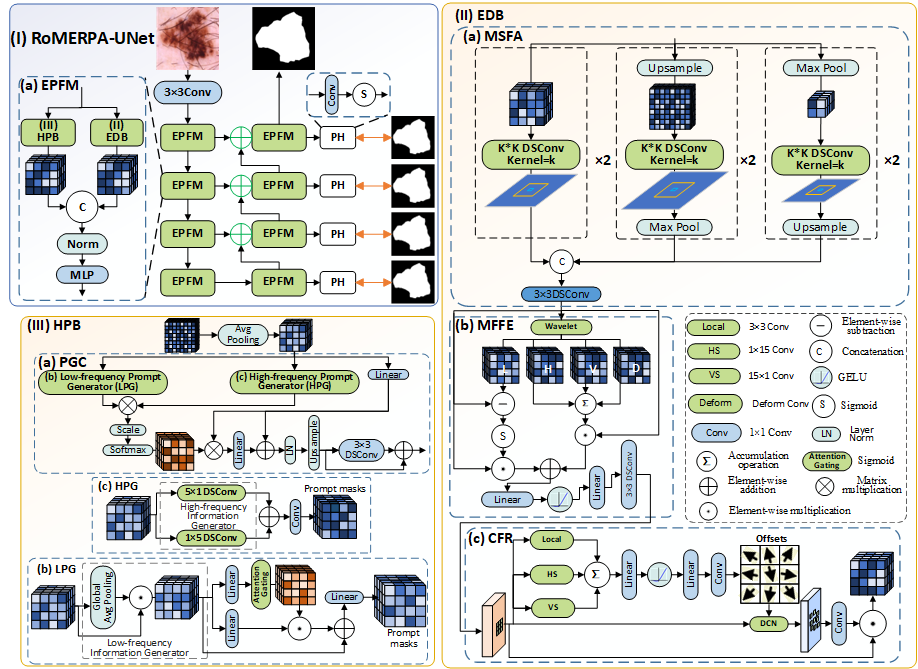 (I) RoMERPA-UNet
(a) EPFM
(III)
HPB
(II)
EDB
C
Norm
MLP
3×3Conv
Conv
S
EPFM
EPFM
PH
EPFM
EPFM
PH
EPFM
EPFM
PH
EPFM
EPFM
PH
(II) EDB
(a) MSFA
Upsample
Max Pool
K*K DSConv
Kernel=k
×2
K*K DSConv
Kernel=k
×2
K*K DSConv
Kernel=k
×2
Max Pool
Upsample
C
3×3DSConv
(b) MFFE
Wavelet
L
H
V
D
−
Σ
S
Linear
Linear
3×3 DSConv
Local
3×3 Conv
Element-wise
subtraction
HS
1×15 Conv
C
Concatenation
VS
15×1 Conv
GELU
Deform
Deform Conv
S
Sigmoid
Conv
1×1 Conv
LN
Layer
Norm
Σ
Accumulation
operation
Attention
Gating
Sigmoid
Element-wise
addition
Matrix
multiplication
Element-wise multiplication
(c) CFR
Local
HS
VS
Σ
Linear
Linear
Conv
Offsets
DCN
Conv
(III) HPB
Avg
Pooling
(a) PGC
(b) Low-frequency Prompt
Generator (LPG)
(c) High-frequency Prompt
Generator (HPG)
Linear
Scale
Softmax
Linear
LN
Upsample
3×3
DSConv
(c) HPG
5×1 DSConv
High-frequency
Information
Generator
1×5 DSConv
Conv
Prompt masks
(b) LPG
Global
Avg Pooling
Low-frequency
Information Generator
Linear
Attention
Gating
Linear
Linear
Prompt
masks